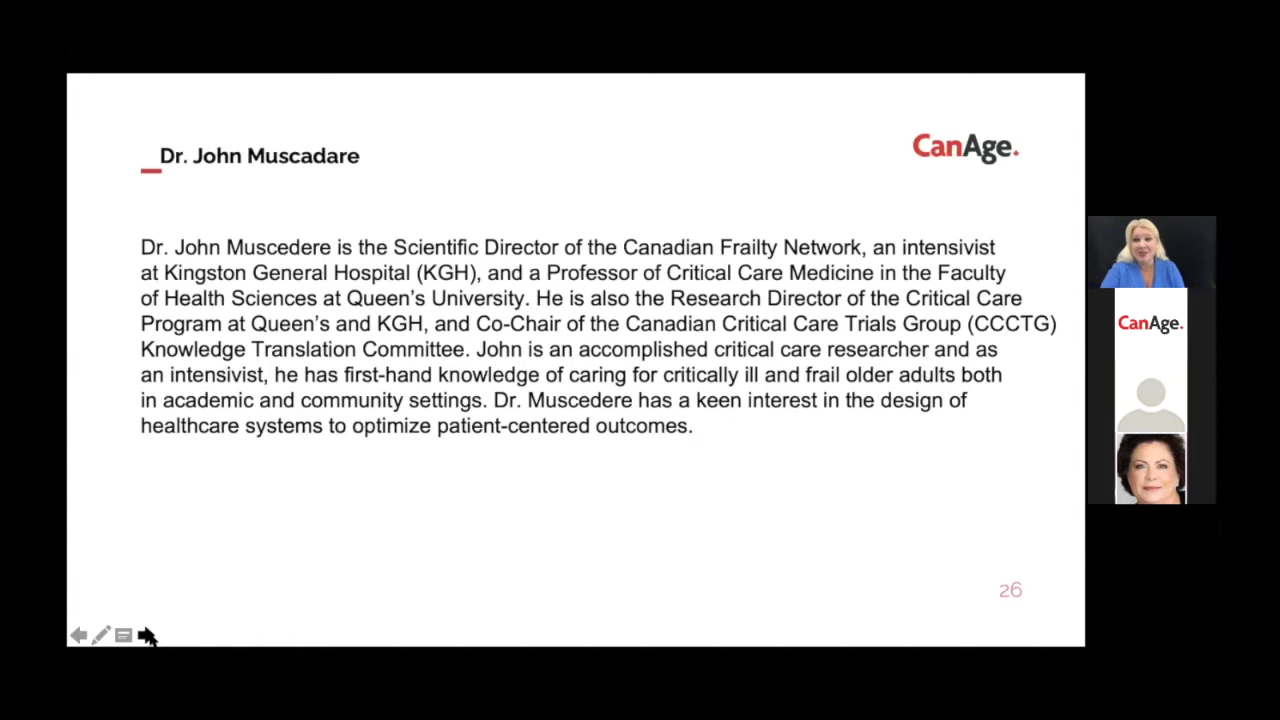 Dr. John Muscadare
CanAge.
Dr. John Muscedere is the Scientific Director of the Canadian Frailty Network, an intensivist
at Kingston General Hospital (KGH), and a Professor of Critical Care Medicine in the Faculty
of Health Sciences at Queen’s University. He is also the Research Director of the Critical Care
Program at Queen’s and KGH, and Co-Chair of the Canadian Critical Care Trials Group (CCCTG)
Knowledge Translation Committee. John is an accomplished critical care researcher and as
an intensivist, he has first-hand knowledge of caring for critically ill and frail older adults both
in academic and community settings. Dr. Muscedere has a keen interest in the design of
healthcare systems to optimize patient-centered outcomes.
26
CanAge.